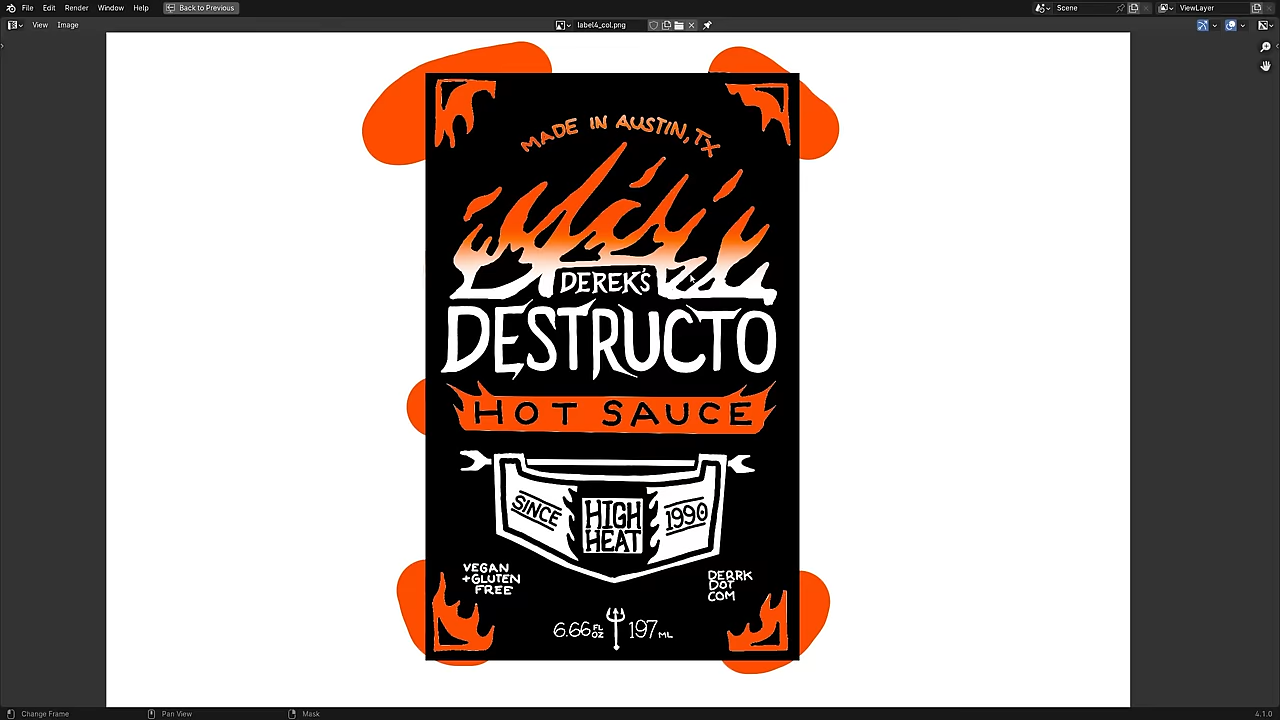 File Edit Render Window Help Back to Previous Scene ViewLayer
View Image label4_col.png
MADE IN AUSTIN, TX
DEREK'S
DESTRUCTO
HOT SAUCE
SINCE
HIGH
HEAT
1990
VEGAN
+GLUTEN
FREE
DERRK
DOT
COM
6.66 FL OZ 197 ML
Change Frame Pan View Mask 4.1.0